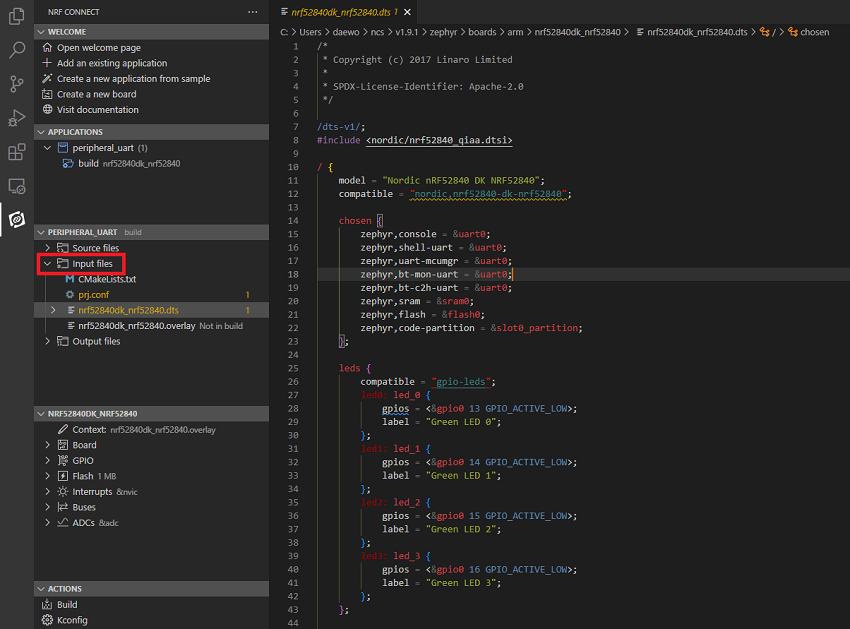 NRF CONNECT
WELCOME
Open welcome page
Add an existing application
Create a new application from sample
Create a new board
Visit documentation
APPLICATIONS
peripheral_uart (1)
build nrf52840dk_nrf52840
PERIPHERAL_UART build
Source files
Input files
CMakeLists.txt
prj.conf 1
nrf52840dk_nrf52840.dts 1
nrf52840dk_nrf52840.overlay Not in build
Output files
NRF52840DK_NRF52840
Context: nrf52840dk_nrf52840.overlay
Board
GPIO
Flash 1 MB
Interrupts &nvic
Buses
ADCs &adc
ACTIONS
Build
Kconfig
nrf52840dk_nrf52840.dts 1
C: > Users > daewo > ncs > v1.9.1 > zephyr > boards > arm > nrf52840dk_nrf52840 > nrf52840dk_nrf52840.dts > / > chosen
1 /*
2 * Copyright (c) 2017 Linaro Limited
3 *
4 * SPDX-License-Identifier: Apache-2.0
5 */
6
7 /dts-v1/;
8 #include <nordic/nrf52840_qiaa.dtsi>
9
10 / {
11 model = "Nordic nRF52840 DK NRF52840";
12 compatible = "nordic,nrf52840-dk-nrf52840";
13
14 chosen {
15 zephyr,console = &uart0;
16 zephyr,shell-uart = &uart0;
17 zephyr,uart-mcumgr = &uart0;
18 zephyr,bt-mon-uart = &uart0;
19 zephyr,bt-c2h-uart = &uart0;
20 zephyr,sram = &sram0;
21 zephyr,flash = &flash0;
22 zephyr,code-partition = &slot0_partition;
23 };
24
25 leds {
26 compatible = "gpio-leds";
27 led0: led_0 {
28 gpios = <&gpio0 13 GPIO_ACTIVE_LOW>;
29 label = "Green LED 0";
30 };
31 led1: led_1 {
32 gpios = <&gpio0 14 GPIO_ACTIVE_LOW>;
33 label = "Green LED 1";
34 };
35 led2: led_2 {
36 gpios = <&gpio0 15 GPIO_ACTIVE_LOW>;
37 label = "Green LED 2";
38 };
39 led3: led_3 {
40 gpios = <&gpio0 16 GPIO_ACTIVE_LOW>;
41 label = "Green LED 3";
42 };
43 };
44